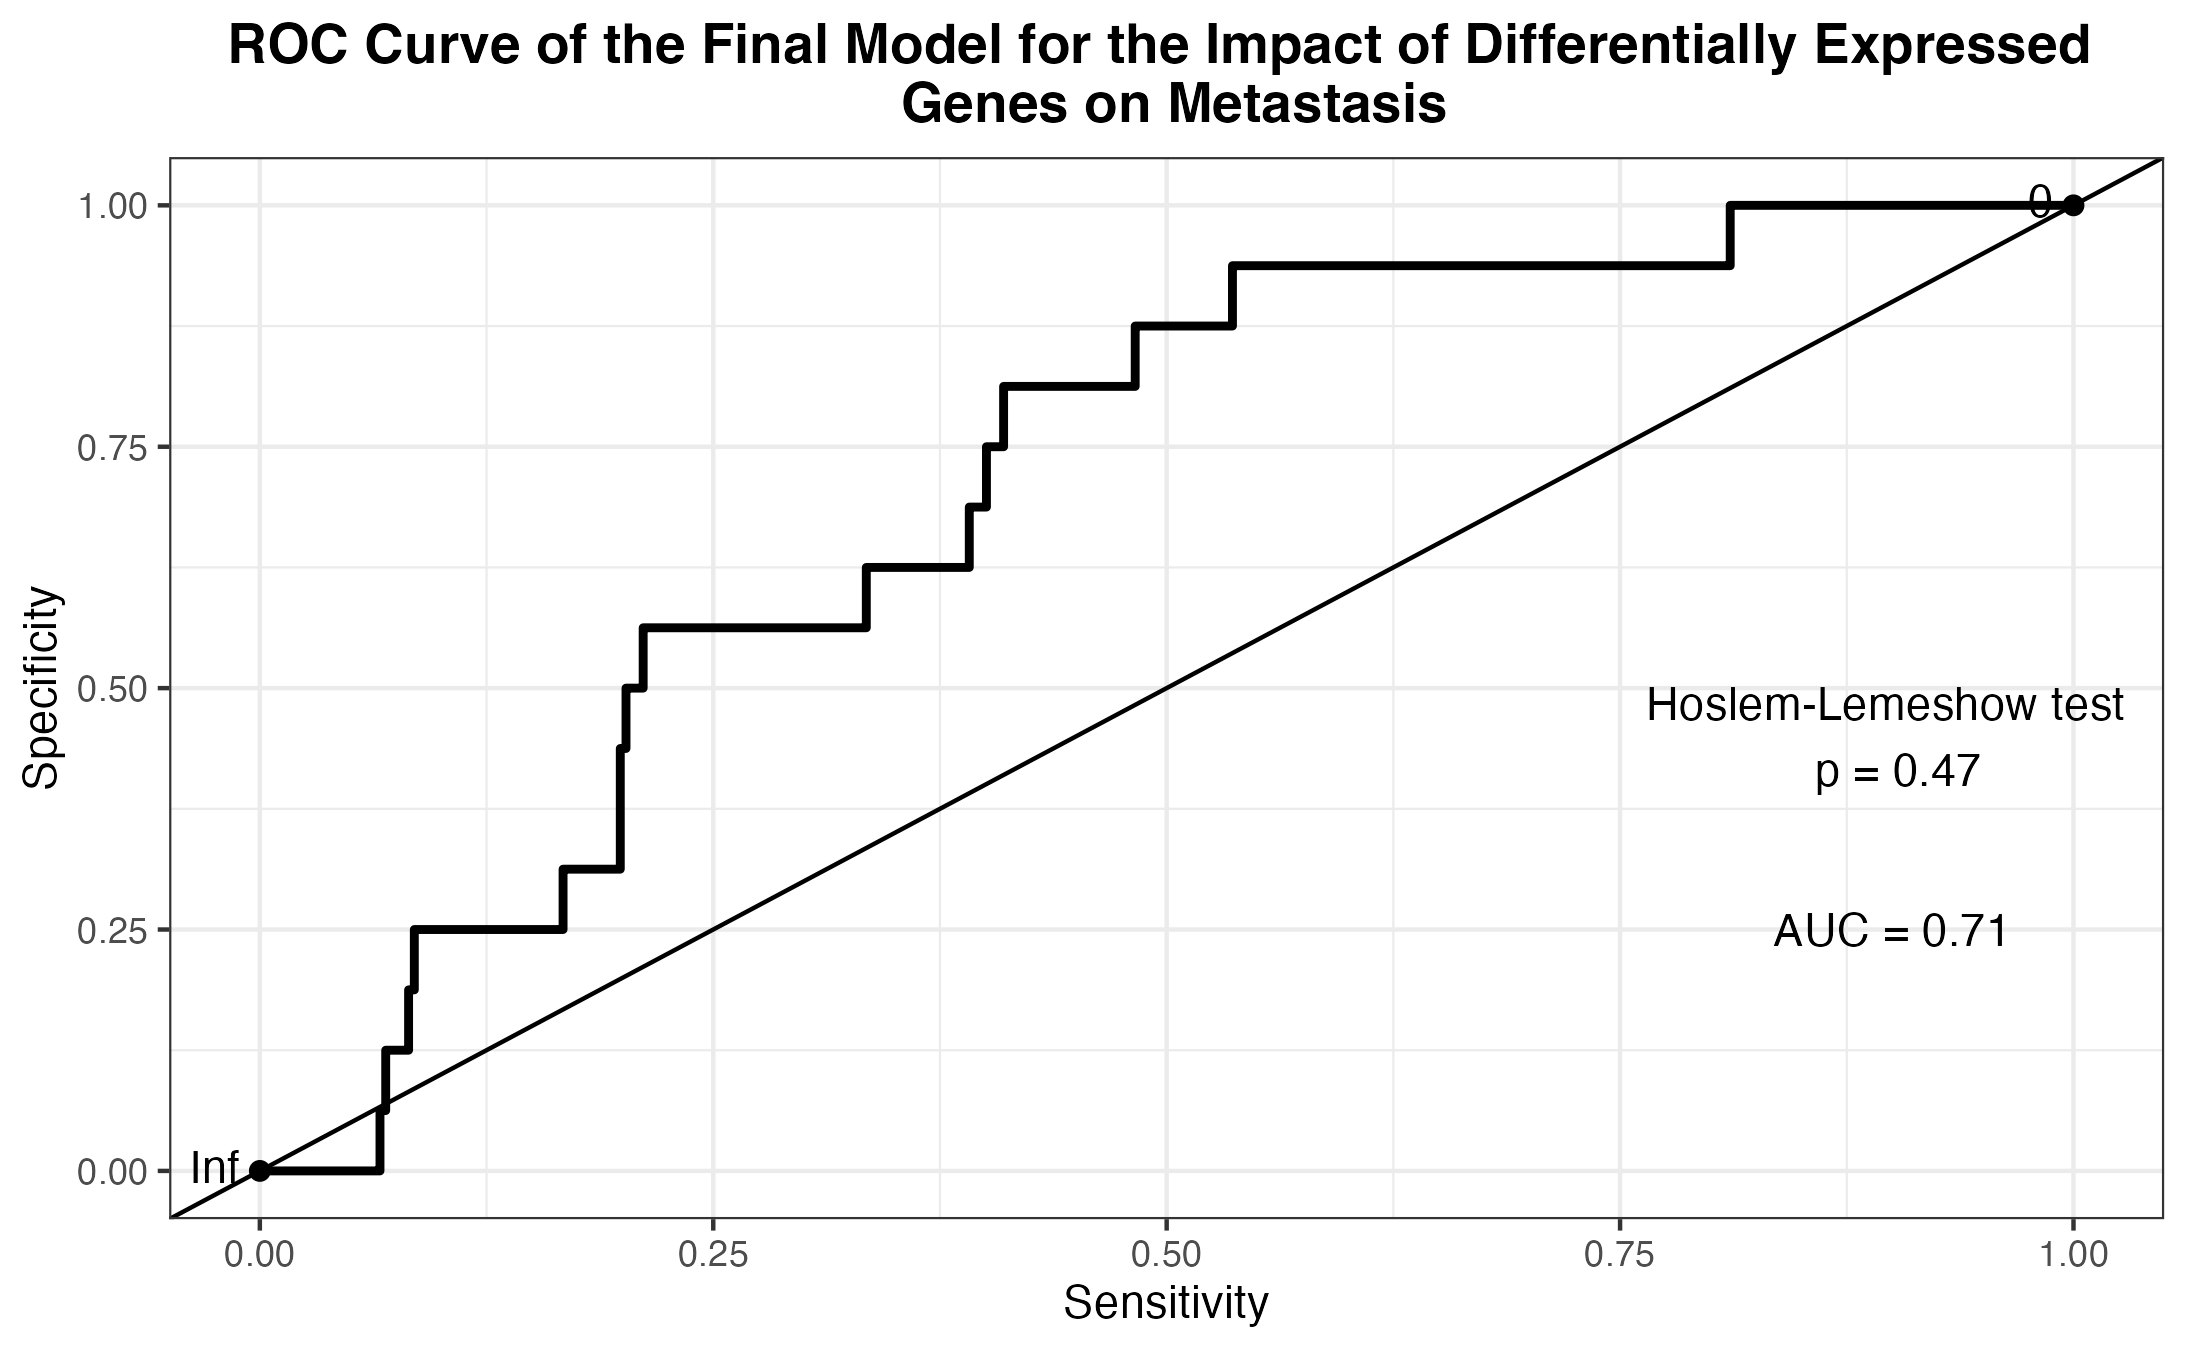 ROC Curve of the Final Model for the Impact of Differentially Expressed
Genes on Metastasis
1.00
0.75
0.50
0.25
0.00
Specificity
0
Inf
Hoslem-Lemeshow test
p = 0.47
AUC = 0.71
0.00 0.25 0.50 0.75 1.00
Sensitivity